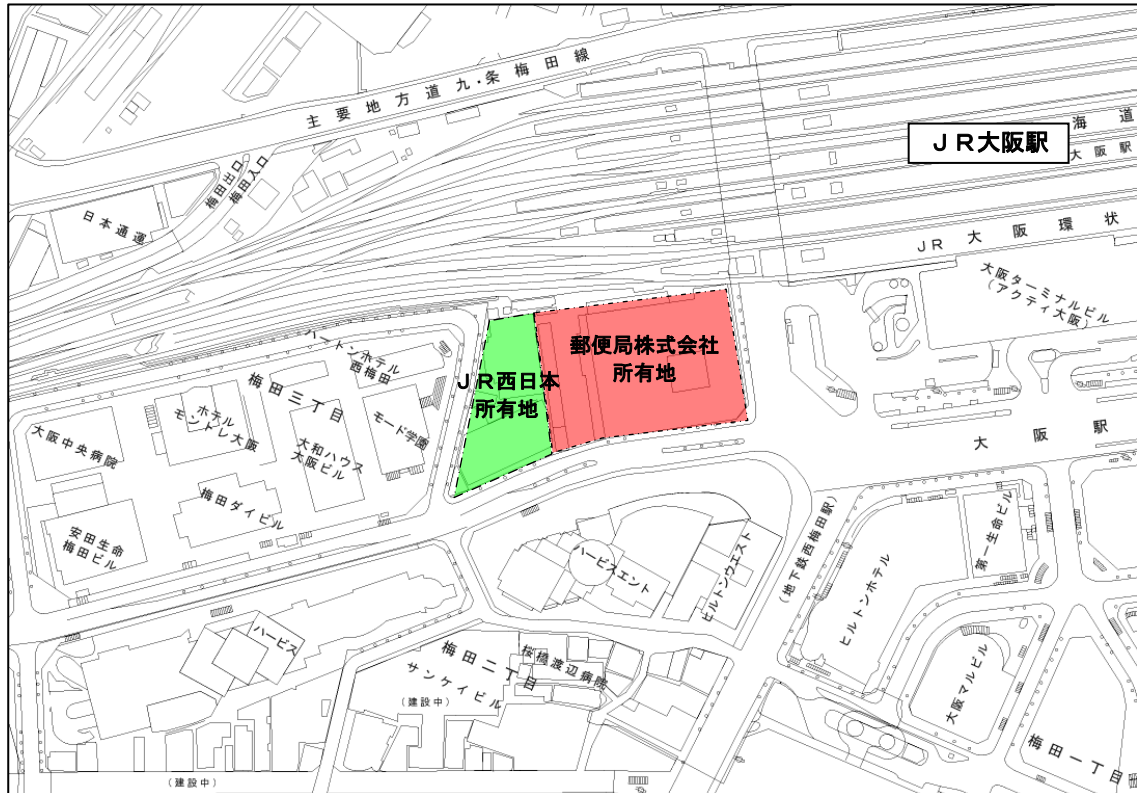 主要地方道九・条梅田線
海道
大阪駅
ＪＲ大阪駅
梅田出口
梅田入口
日本通運
JR大阪環状
大阪ターミナルビル
（アクティ大阪）
郵便局株式会社
所有地
ＪＲ西日本
所有地
ハートンホテル
西梅田
梅田三丁目
ホテル
モントレ大阪
モード学園
大和ハウス
大阪ビル
大阪中央病院
梅田ダイビル
安田生命
梅田ビル
大阪駅
（地下鉄西梅田駅）
第一生命ビル
ハービスエント
ヒルトンウエスト
ヒルトンホテル
ハービス
梅田二丁目
桜橋渡辺病院
サンケイビル
（建設中）
大阪マルビル
梅田一丁目
（建設中）